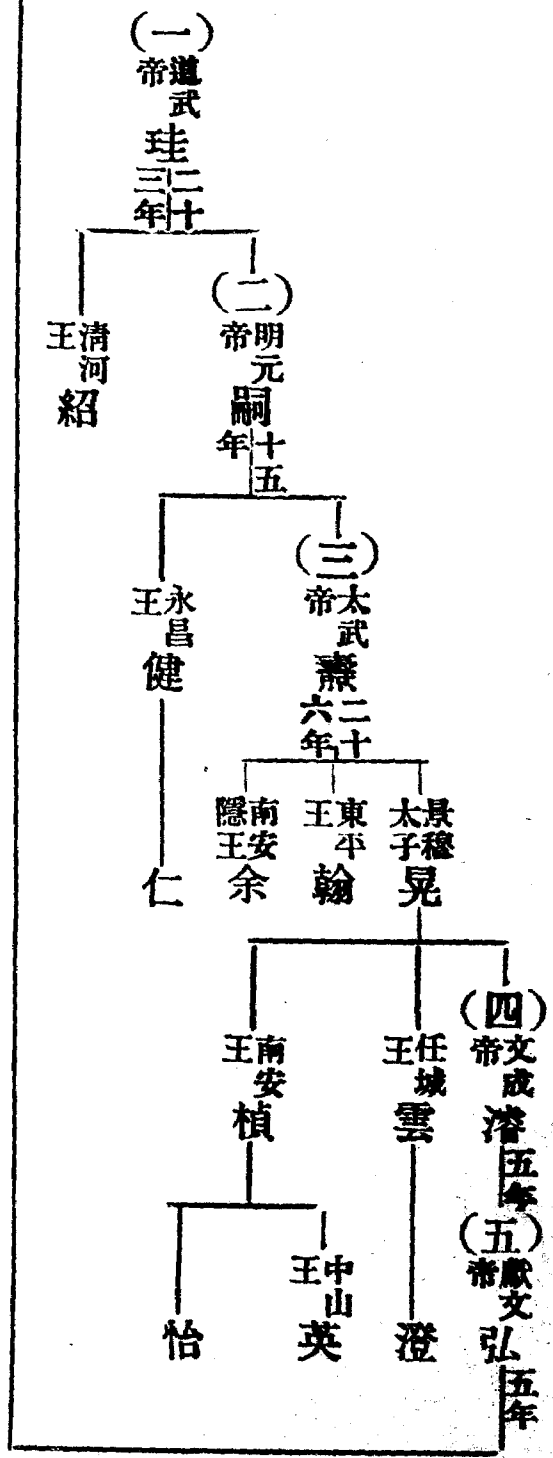 (一)
道武帝
珪
二十三年
(二)
明元帝
嗣
十五年
清河王
紹
(三)
太武帝
燾
二十六年
永昌王
健
仁
景穆太子
晃
東平王
翰
南安隱王
余
(四)
文成帝
濬
五年
(五)
獻文帝
弘
五年
任城王
雲
澄
南安王
楨
中山王
英
怡